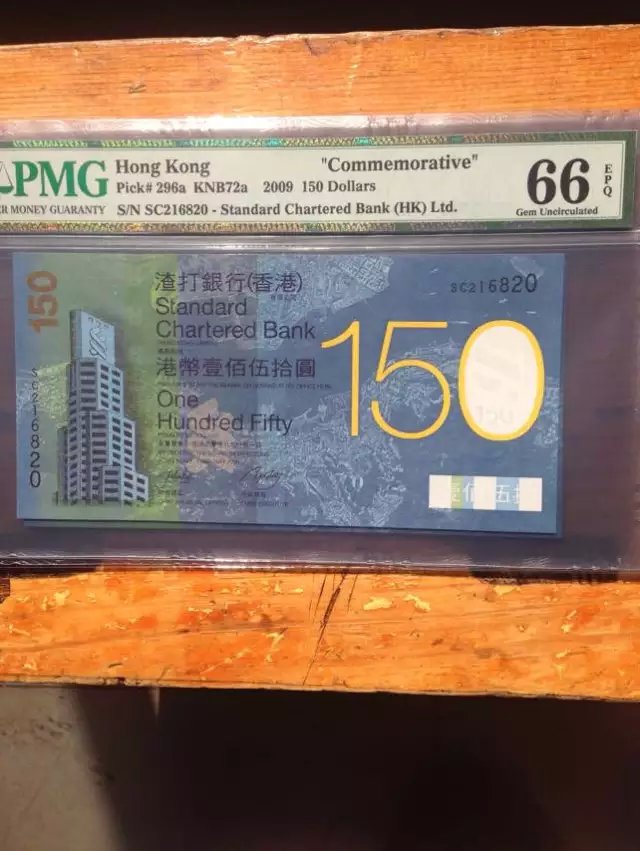 PMG
Hong Kong "Commemorative"
Pick# 296a KNB72a 2009 150 Dollars
S/N SC216820 - Standard Chartered Bank (HK) Ltd.
MONEY GUARANTY
66
EPQ
Gem Uncirculated
150
渣打銀行(香港)
Standard
Chartered Bank
港幣壹佰伍拾圓
One
Hundred Fifty
SC216820
SC216820
150